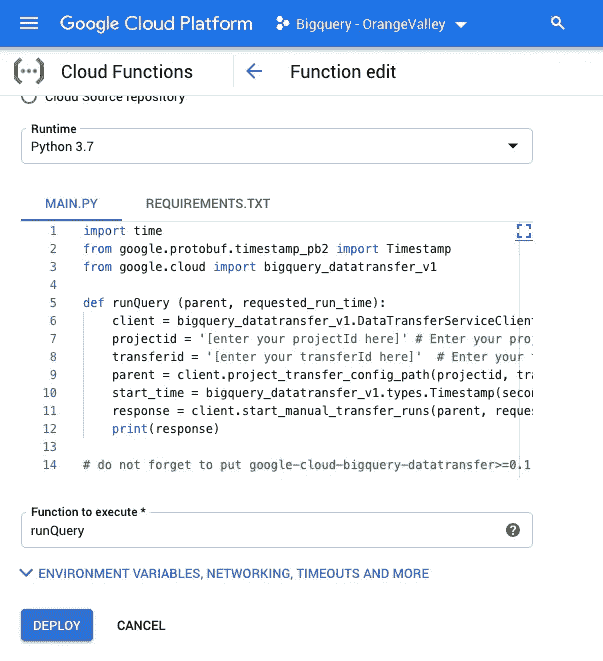 Google Cloud Platform
Bigquery - OrangeValley
Cloud Functions
Function edit
Cloud Source repository
Runtime
Python 3.7
MAIN.PY
REQUIREMENTS.TXT
1 import time
2 from google.protobuf.timestamp_pb2 import Timestamp
3 from google.cloud import bigquery_datatransfer_v1
4
5 def runQuery (parent, requested_run_time):
6 client = bigquery_datatransfer_v1.DataTransferServiceClient
7 projectid = '[enter your projectId here]' # Enter your pro
8 transferid = '[enter your transferId here]' # Enter your
9 parent = client.project_transfer_config_path(projectid, tra
10 start_time = bigquery_datatransfer_v1.types.Timestamp(secon
11 response = client.start_manual_transfer_runs(parent, reques
12 print(response)
13
14 # do not forget to put google-cloud-bigquery-datatransfer>=0.1
Function to execute *
runQuery
?
ENVIRONMENT VARIABLES, NETWORKING, TIMEOUTS AND MORE
DEPLOY
CANCEL